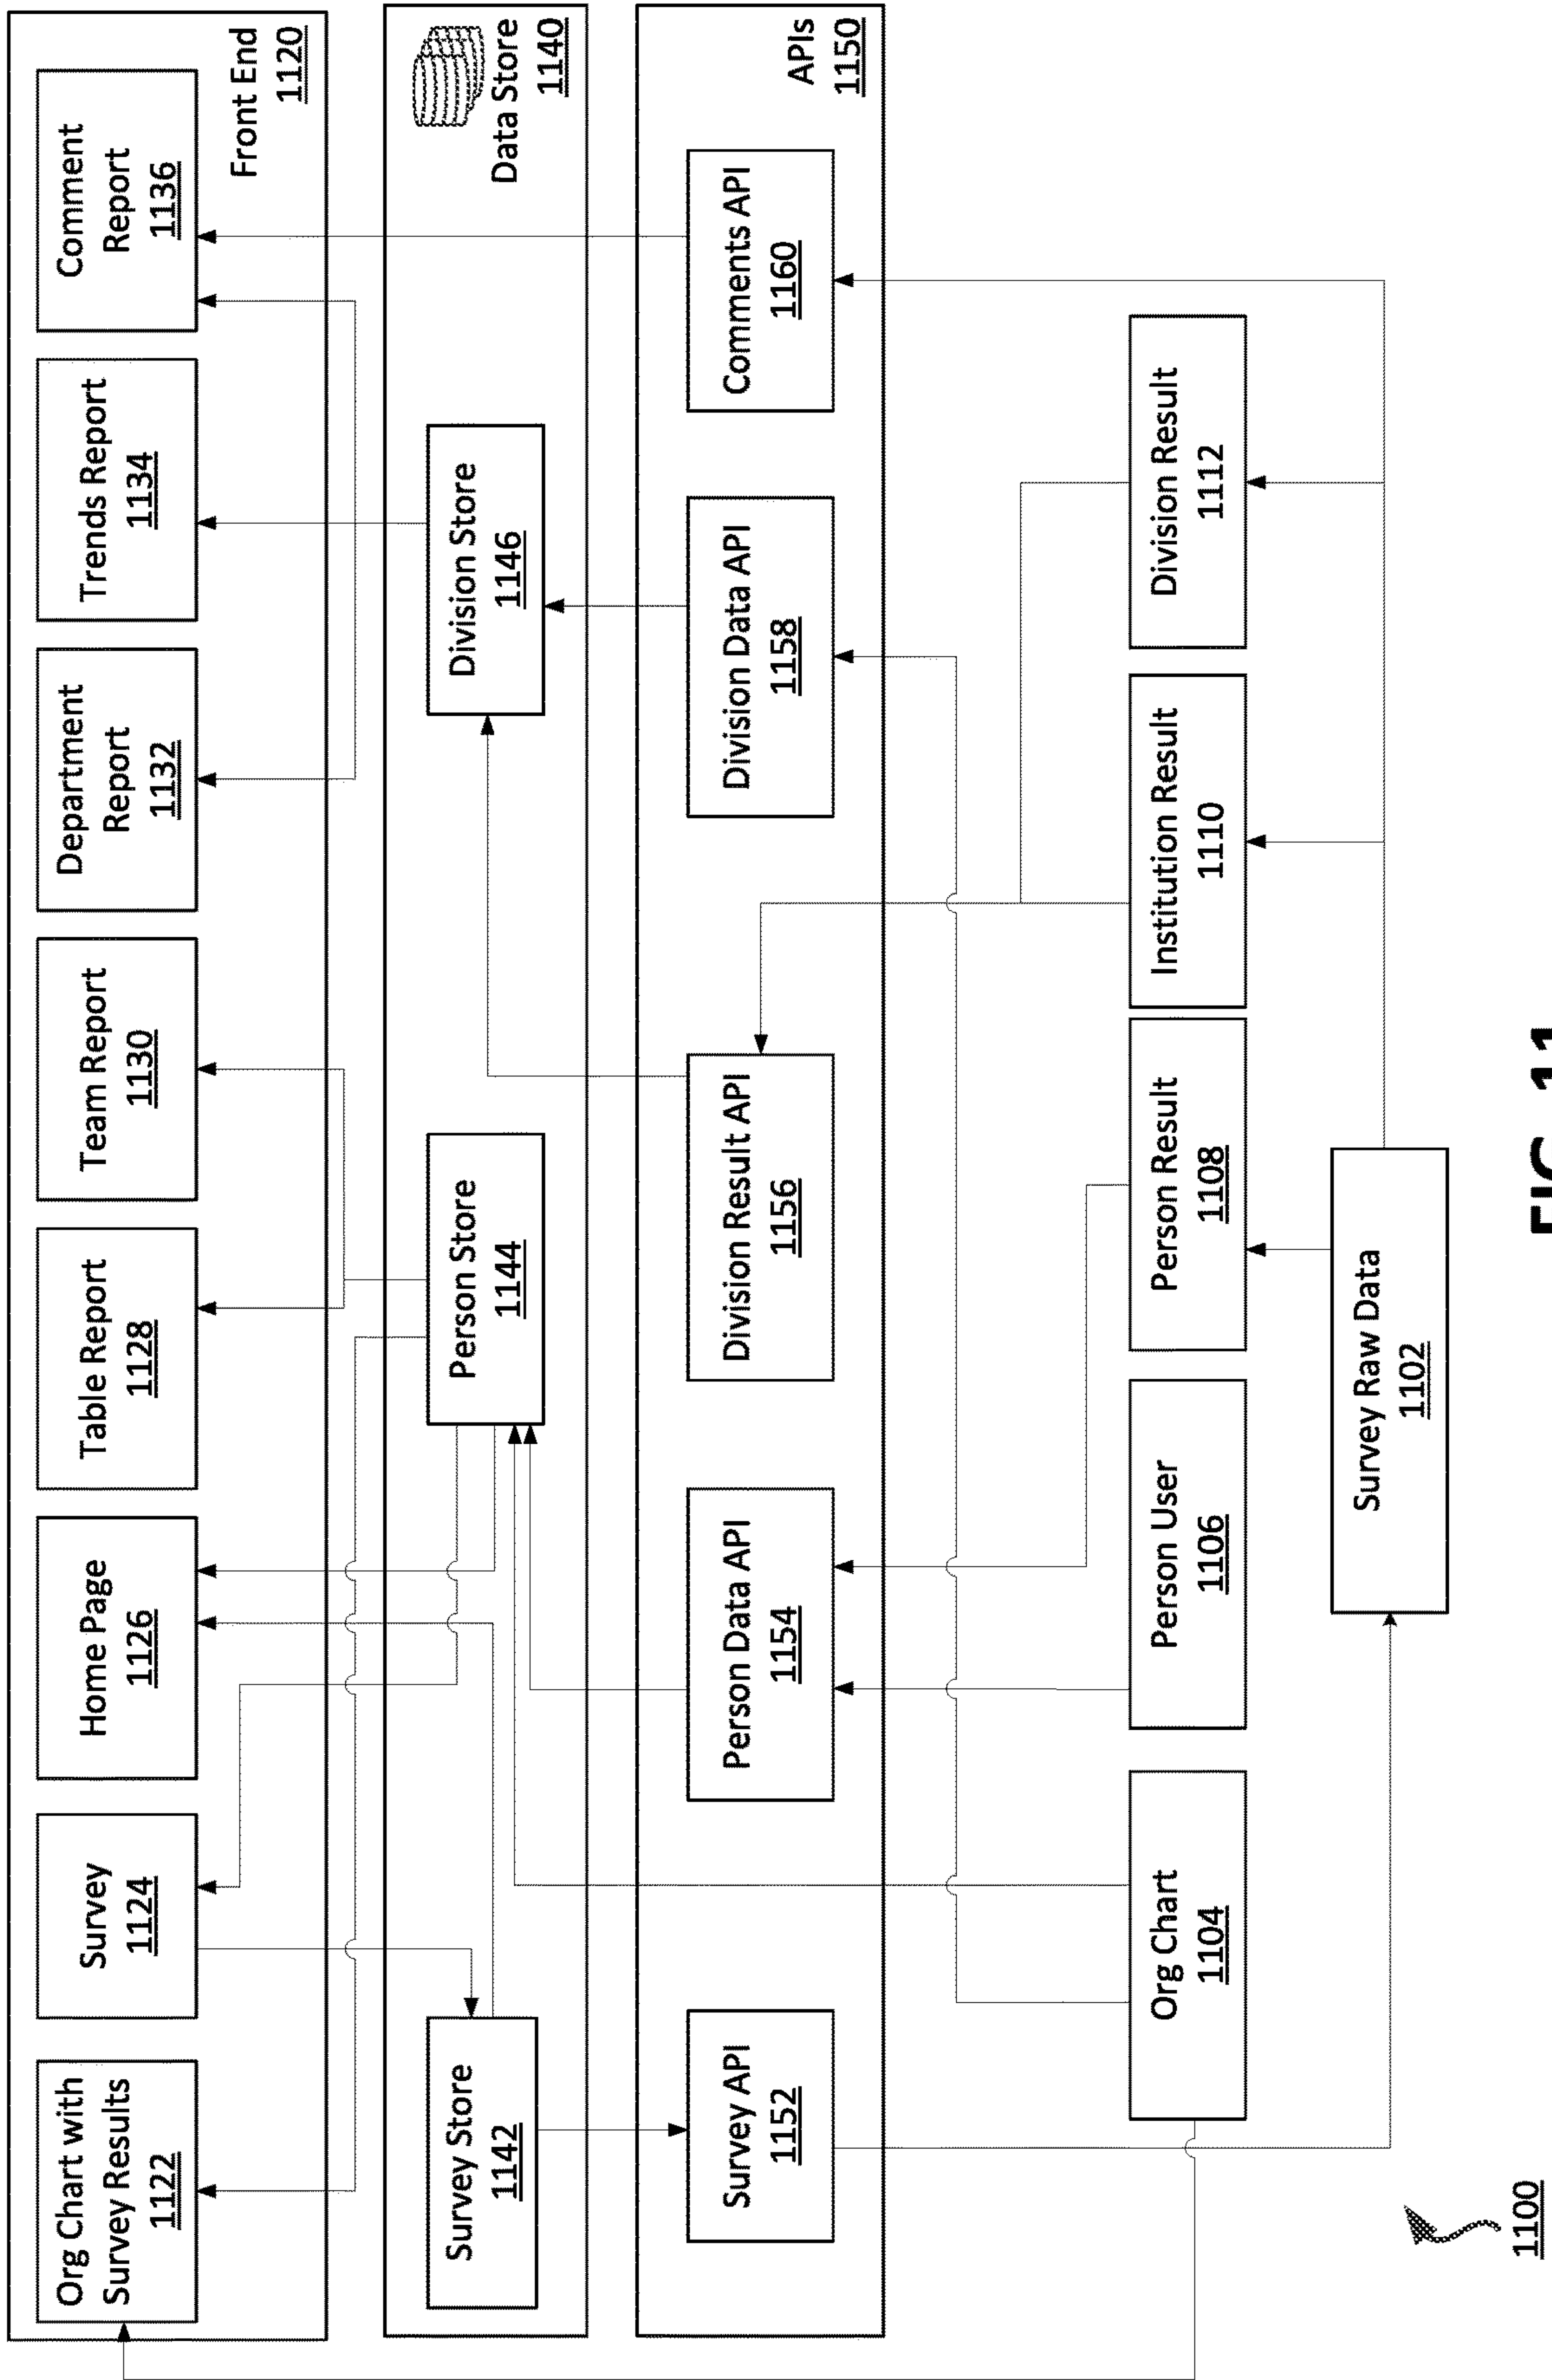 Org Chart with
Survey Results
1122
Survey
1124
Home Page
1126
Table Report
1128
Team Report
1130
Department
Report
1132
Trends Report
1134
Comment
Report
1136
Front End
1120
Survey Store
1142
Person Store
1144
Division Store
1146
Data Store
1140
Survey API
1152
Person Data API
1154
Division Result API
1156
Division Data API
1158
Comments API
1160
APIs
1150
Org Chart
1104
Person User
1106
Person Result
1108
Institution Result
1110
Division Result
1112
Survey Raw Data
1102
1100
FIG. 11